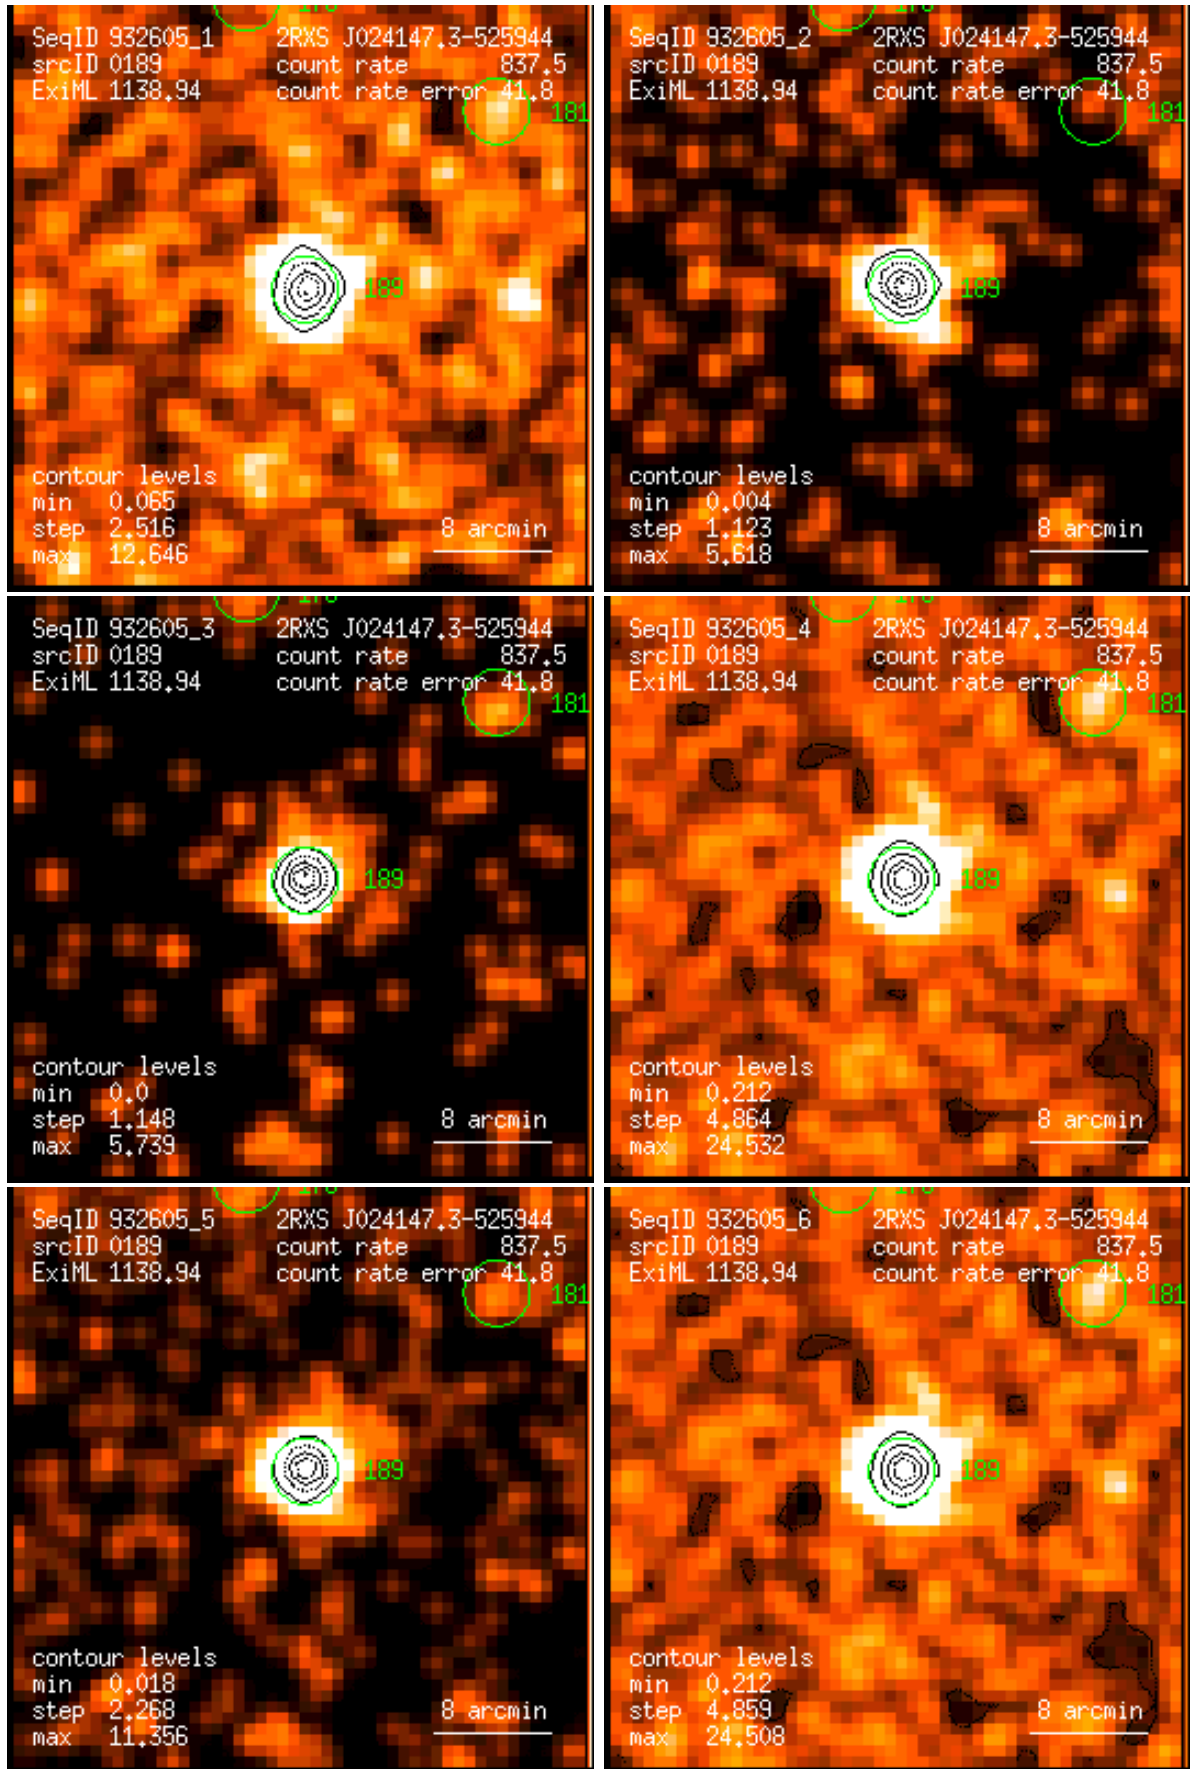 SeqID 932605_1 2RXS J024147.3-525944
srcID 0189 count rate 837.5
ExiML 1138.94 count rate error 41.8
181
189
contour levels
min 0.065
step 2.516 8 arcmin
max 12.646
SeqID 932605_2 2RXS J024147.3-525944
srcID 0189 count rate 837.5
ExiML 1138.94 count rate error 41.8
181
189
contour levels
min 0.004
step 1.123 8 arcmin
max 5.618
SeqID 932605_3 2RXS J024147.3-525944
srcID 0189 count rate 837.5
ExiML 1138.94 count rate error 41.8
181
189
contour levels
min 0.0
step 1.148 8 arcmin
max 5.739
SeqID 932605_4 2RXS J024147.3-525944
srcID 0189 count rate 837.5
ExiML 1138.94 count rate error 41.8
181
189
contour levels
min 0.212
step 4.864 8 arcmin
max 24.532
SeqID 932605_5 2RXS J024147.3-525944
srcID 0189 count rate 837.5
ExiML 1138.94 count rate error 41.8
181
189
contour levels
min 0.018
step 2.268 8 arcmin
max 11.356
SeqID 932605_6 2RXS J024147.3-525944
srcID 0189 count rate 837.5
ExiML 1138.94 count rate error 41.8
181
189
contour levels
min 0.212
step 4.859 8 arcmin
max 24.508